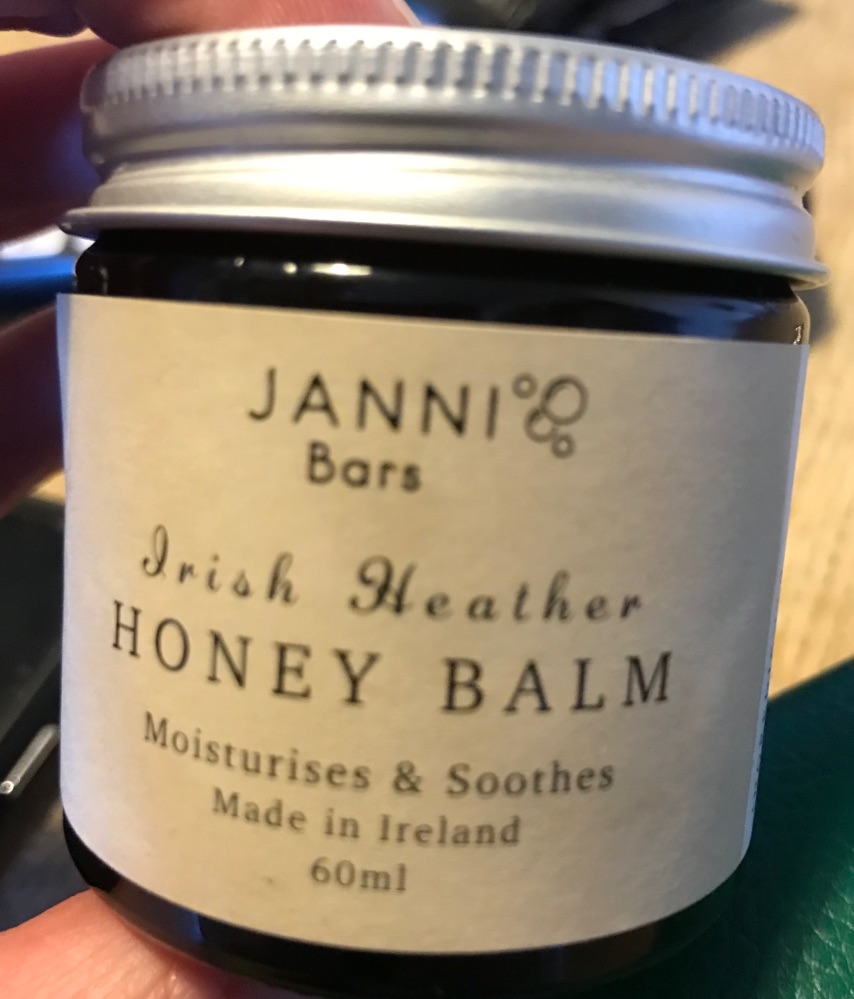 JANNI
Bars
Irish Heather
HONEY BALM
Moisturises & Soothes
Made in Ireland
60ml